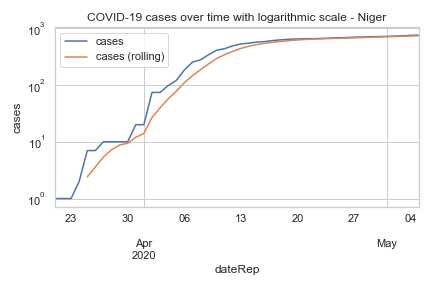 COVID-19 cases over time with logarithmic scale - Niger
cases
cases (rolling)
cases
10³
10²
10¹
10⁰
23 30 06 13 20 27 04
Apr May
2020
dateRep